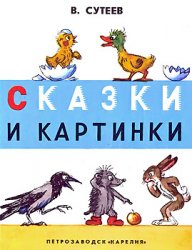 В. СУТЕЕВ
СКАЗКИ
И КАРТИНКИ
ПЕТРОЗАВОДСК «КАРЕЛИЯ»